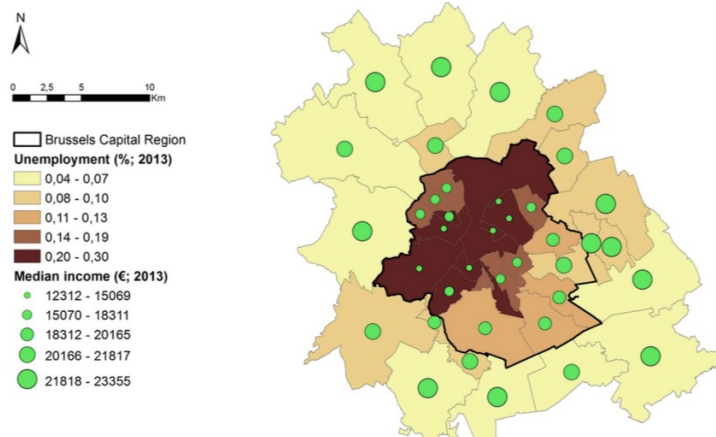 N
0 2,5 5 10
Km
Brussels Capital Region
Unemployment (%; 2013)
0,04 - 0,07
0,08 - 0,10
0,11 - 0,13
0,14 - 0,19
0,20 - 0,30
Median income (€; 2013)
12312 - 15069
15070 - 18311
18312 - 20165
20166 - 21817
21818 - 23355